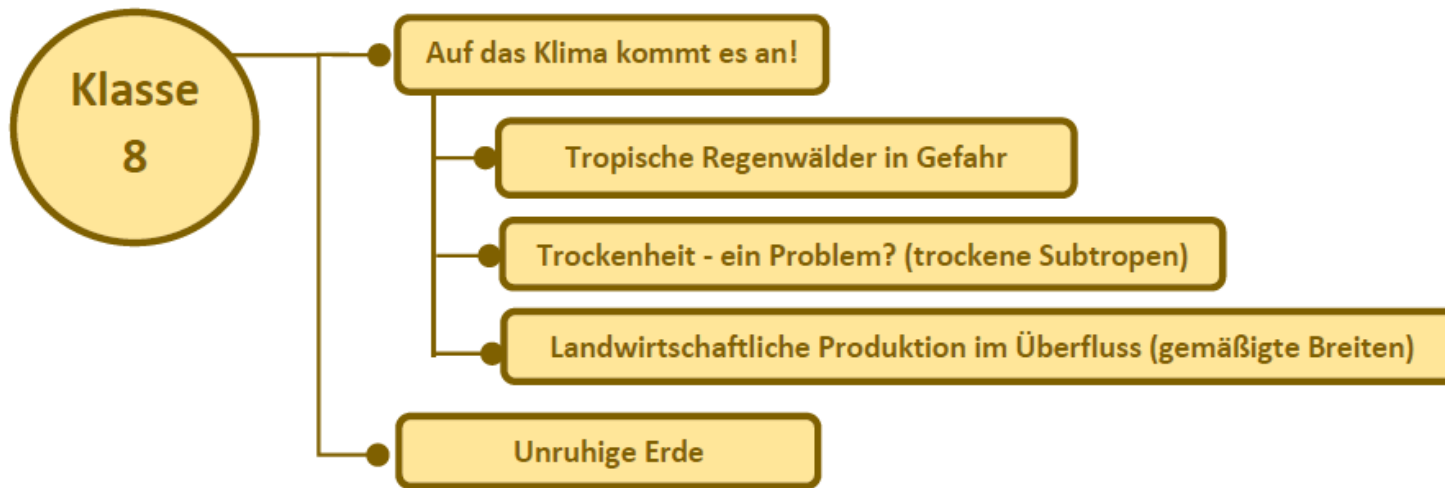 Klasse
8
Auf das Klima kommt es an!
Tropische Regenwälder in Gefahr
Trockenheit - ein Problem? (trockene Subtropen)
Landwirtschaftliche Produktion im Überfluss (gemäßigte Breiten)
Unruhige Erde